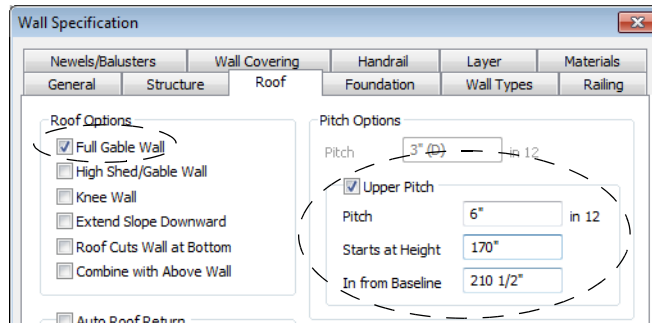 Wall Specification
Newels/Balusters Wall Covering Handrail Layer Materials
General Structure Roof Foundation Wall Types Railing
Roof Options
Full Gable Wall
High Shed/Gable Wall
Knee Wall
Extend Slope Downward
Roof Cuts Wall at Bottom
Combine with Above Wall
Auto Roof Return
Pitch Options
Pitch 3" (D) in 12
Upper Pitch
Pitch 6" in 12
Starts at Height 170"
In from Baseline 210 1/2"